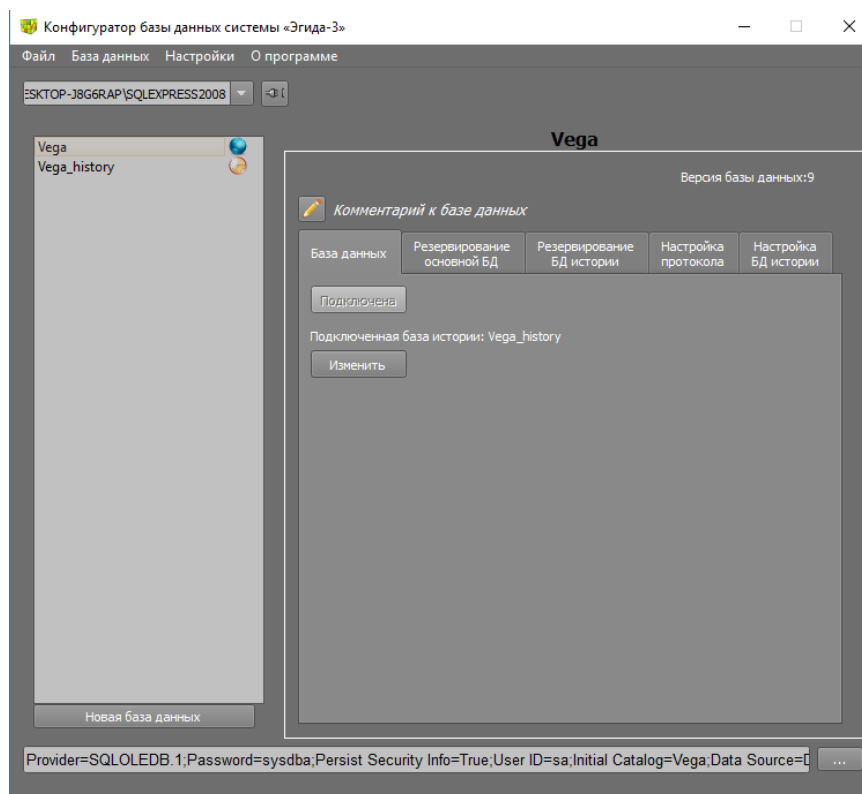 Конфигуратор базы данных системы «Эгида-3»
Файл База данных Настройки О программе
ESKTOP-J8G6RAP\SQLEXPRESS2008
Vega
Vega_history
Новая база данных
Vega
Версия базы данных:9
Комментарий к базе данных
База данных
Резервирование
основной БД
Резервирование
БД истории
Настройка
протокола
Настройка
БД истории
Подключена
Подключенная база истории: Vega_history
Изменить
Provider=SQLOLEDB.1;Password=sysdba;Persist Security Info=True;User ID=sa;Initial Catalog=Vega;Data Source=D
...